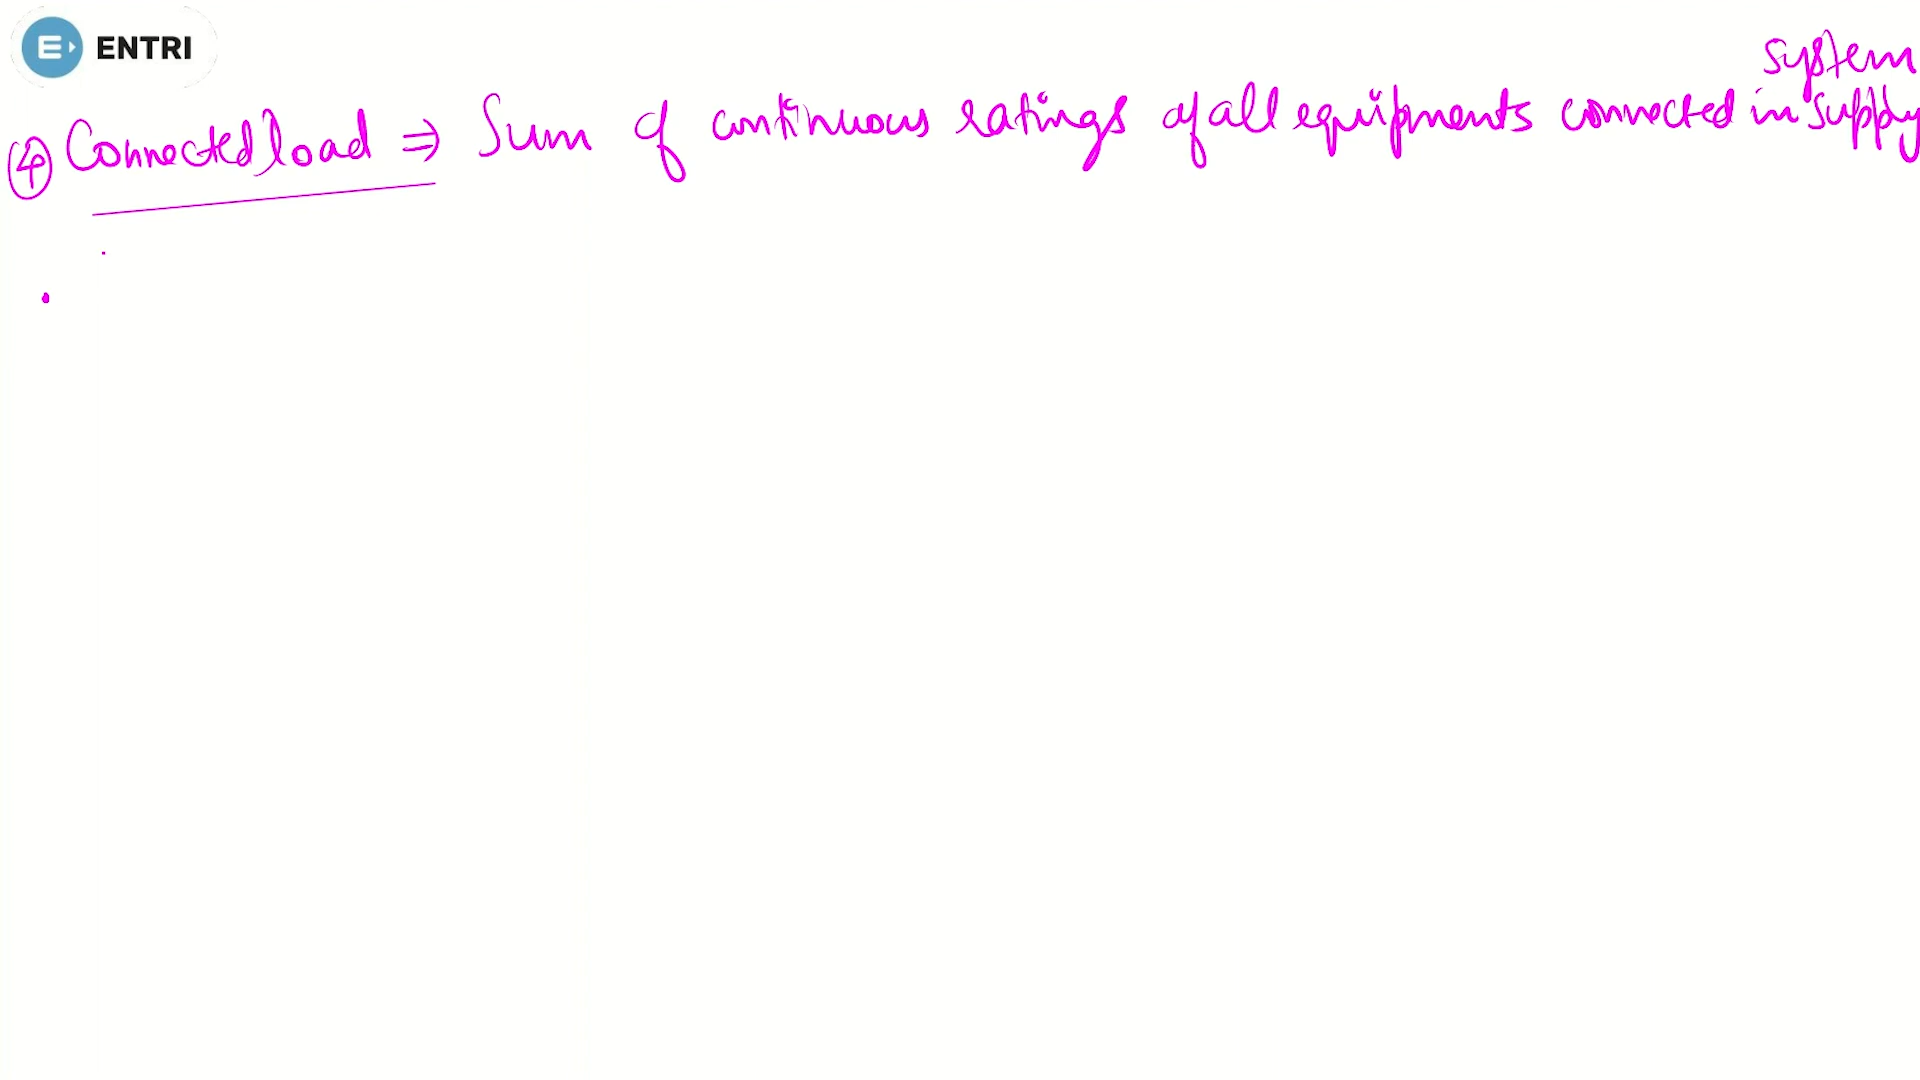 ENTRI
④ Connected load ⇒ Sum of continuous ratings of all equipments connected in supply
system